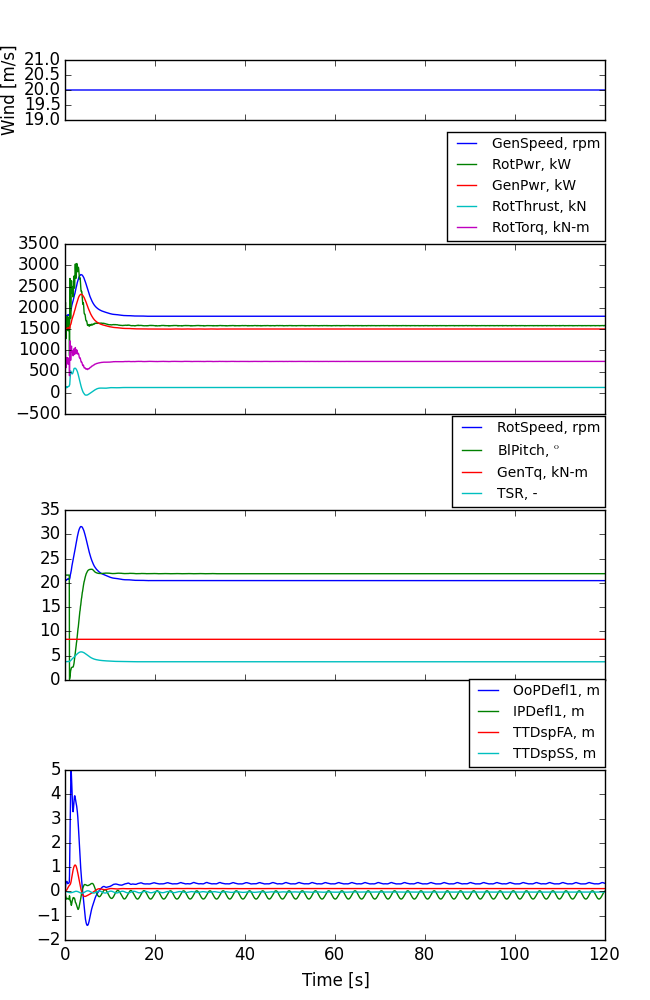 Wind [m/s]
21.0
20.5
20.0
19.5
19.0
GenSpeed, rpm
RotPwr, kW
GenPwr, kW
RotThrust, kN
RotTorq, kN-m
3500
3000
2500
2000
1500
1000
500
0
−500
RotSpeed, rpm
BlPitch, °
GenTq, kN-m
TSR, -
35
30
25
20
15
10
5
0
OoPDefl1, m
IPDefl1, m
TTDspFA, m
TTDspSS, m
5
4
3
2
1
0
−1
−2
0 20 40 60 80 100 120
Time [s]